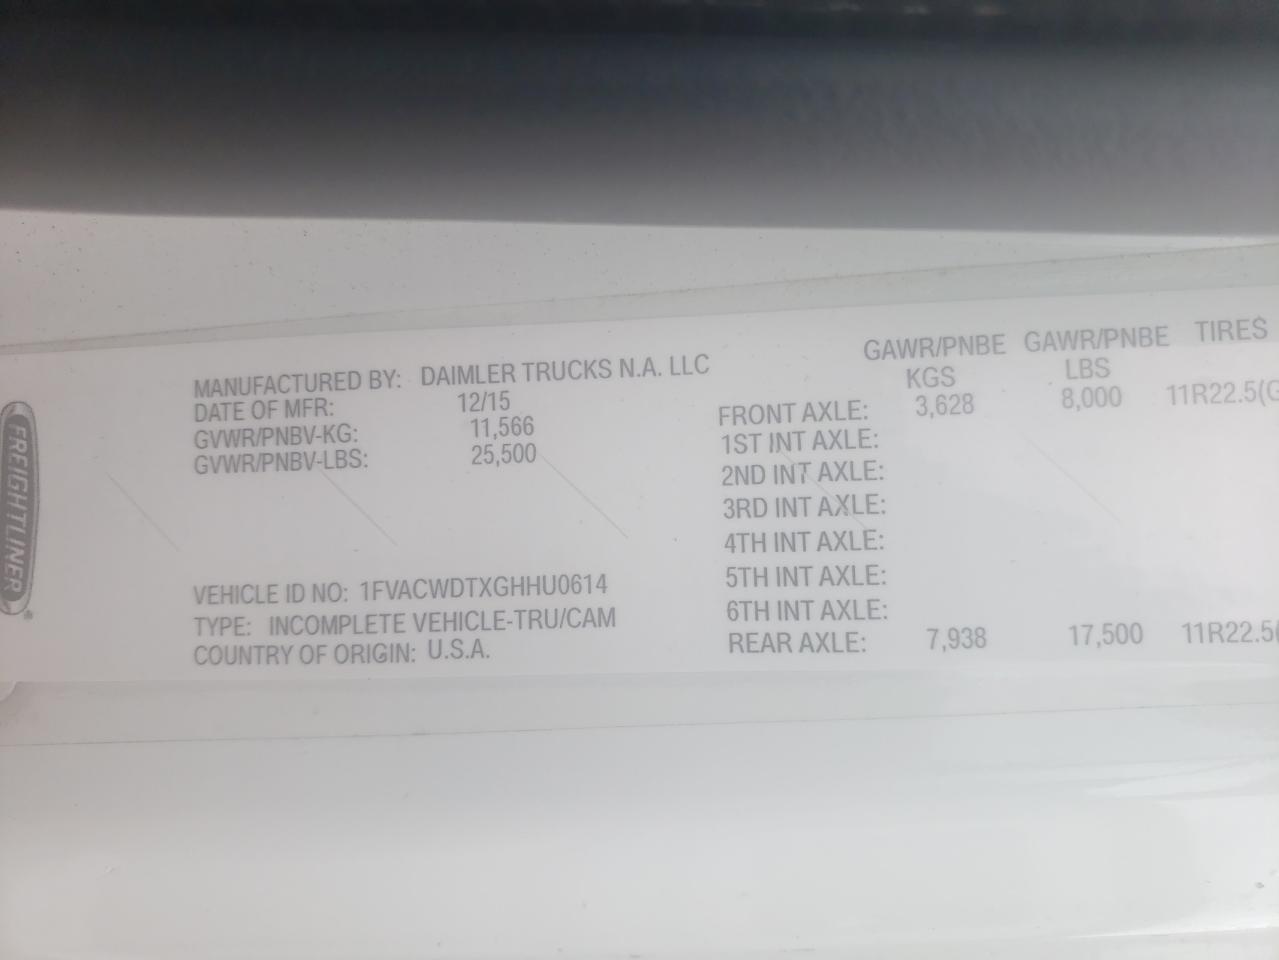 FREIGHTLINER®
MANUFACTURED BY: DAIMLER TRUCKS N.A. LLC
DATE OF MFR: 12/15
GVWR/PNBV-KG: 11,566
GVWR/PNBV-LBS: 25,500
VEHICLE ID NO: 1FVACWDTXGHHU0614
TYPE: INCOMPLETE VEHICLE-TRU/CAM
COUNTRY OF ORIGIN: U.S.A.
GAWR/PNBE GAWR/PNBE TIRES
KGS LBS
FRONT AXLE: 3,628 8,000 11R22.5(G
1ST INT AXLE:
2ND INT AXLE:
3RD INT AXLE:
4TH INT AXLE:
5TH INT AXLE:
6TH INT AXLE:
REAR AXLE: 7,938 17,500 11R22.5(